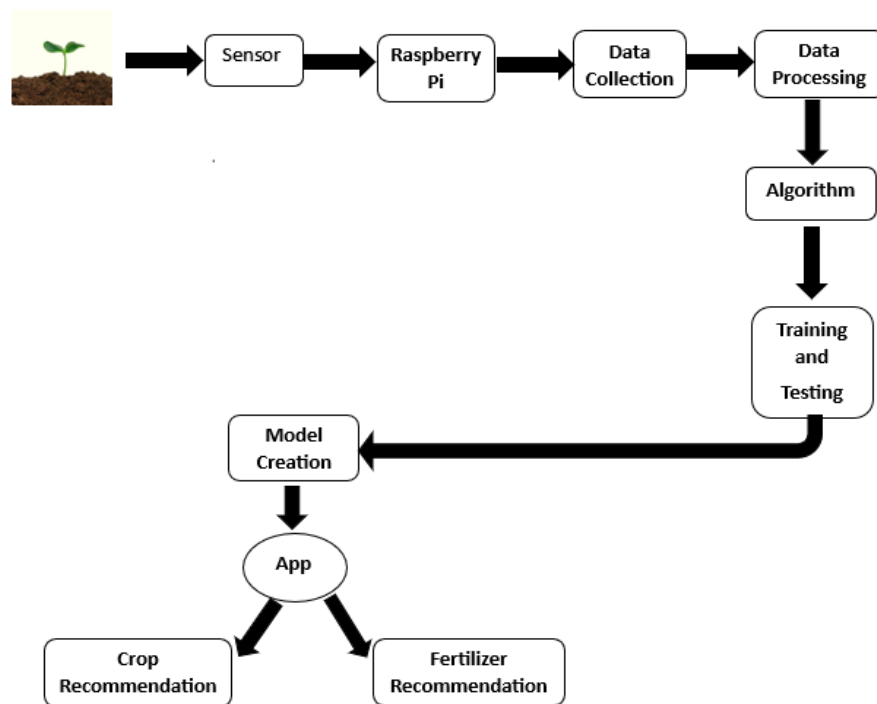 Sensor
Raspberry
Pi
Data
Collection
Data
Processing
Algorithm
Training
and
Testing
Model
Creation
App
Crop
Recommendation
Fertilizer
Recommendation